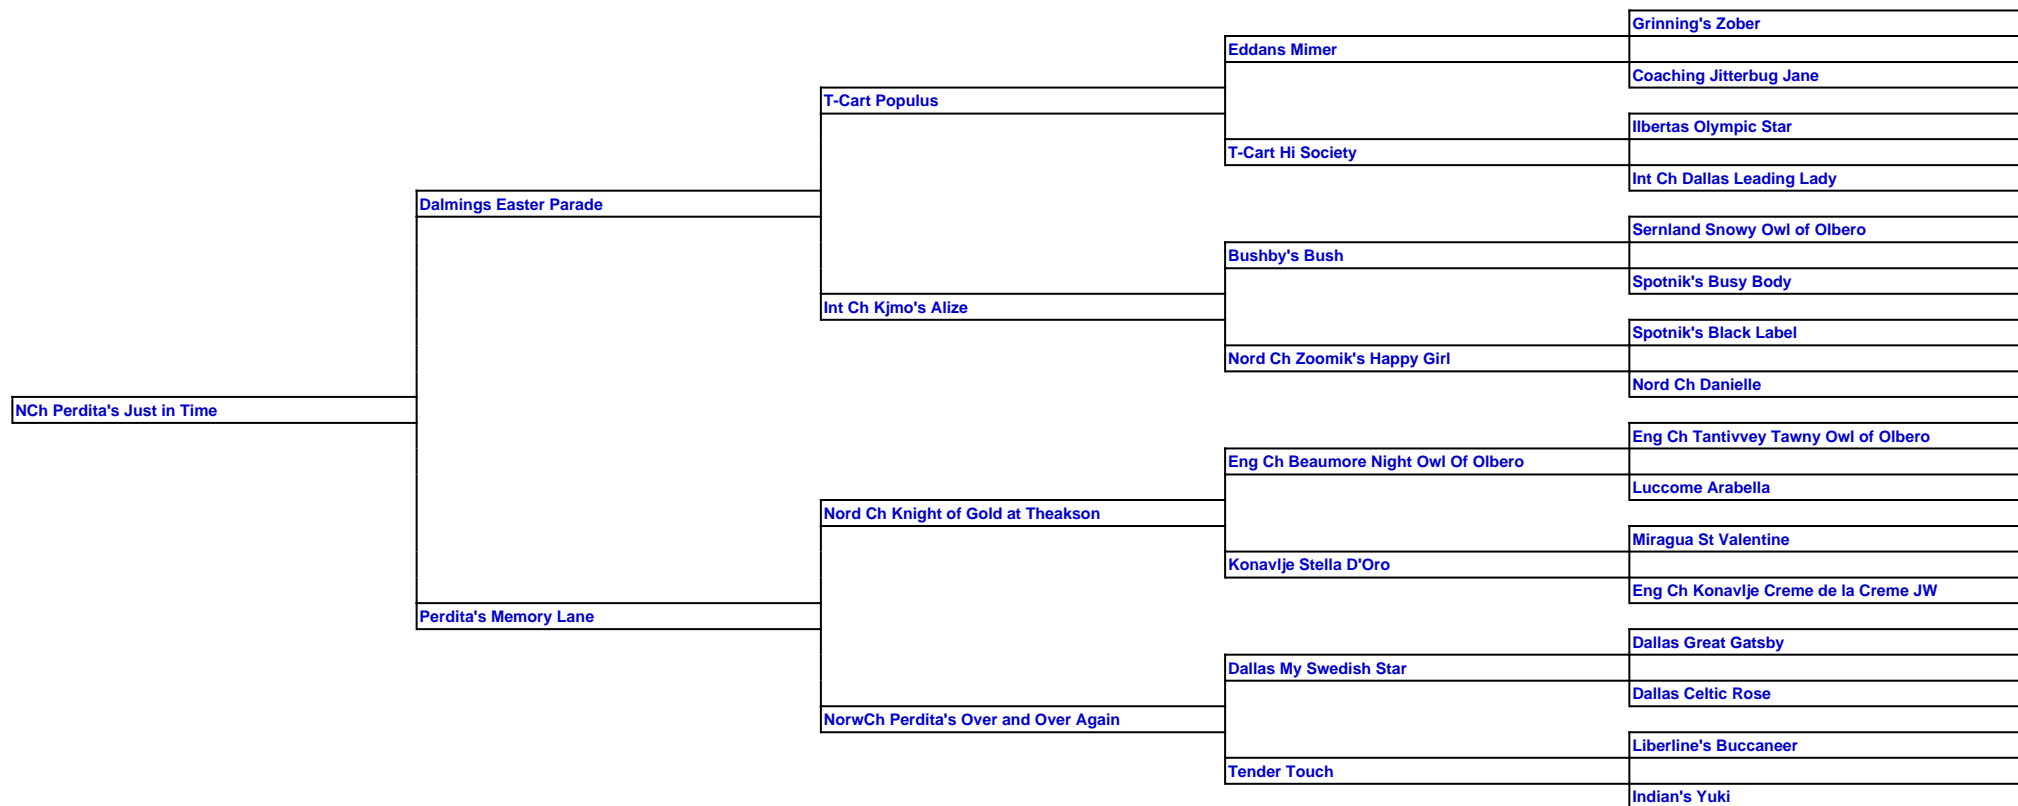 Grinning's Zober
Eddans Mimer
Coaching Jitterbug Jane
T-Cart Populus
Ilbertas Olympic Star
T-Cart Hi Society
Int Ch Dallas Leading Lady
Dalmings Easter Parade
Sernland Snowy Owl of Olbero
Bushby's Bush
Spotnik's Busy Body
Int Ch Kjmo's Alize
Spotnik's Black Label
Nord Ch Zoomik's Happy Girl
Nord Ch Danielle
NCh Perdita's Just in Time
Eng Ch Tantivvey Tawny Owl of Olbero
Eng Ch Beaumore Night Owl Of Olbero
Luccome Arabella
Nord Ch Knight of Gold at Theakson
Miragua St Valentine
Konavlje Stella D'Oro
Eng Ch Konavlje Creme de la Creme JW
Perdita's Memory Lane
Dallas Great Gatsby
Dallas My Swedish Star
Dallas Celtic Rose
NorwCh Perdita's Over and Over Again
Liberline's Buccaneer
Tender Touch
Indian's Yuki